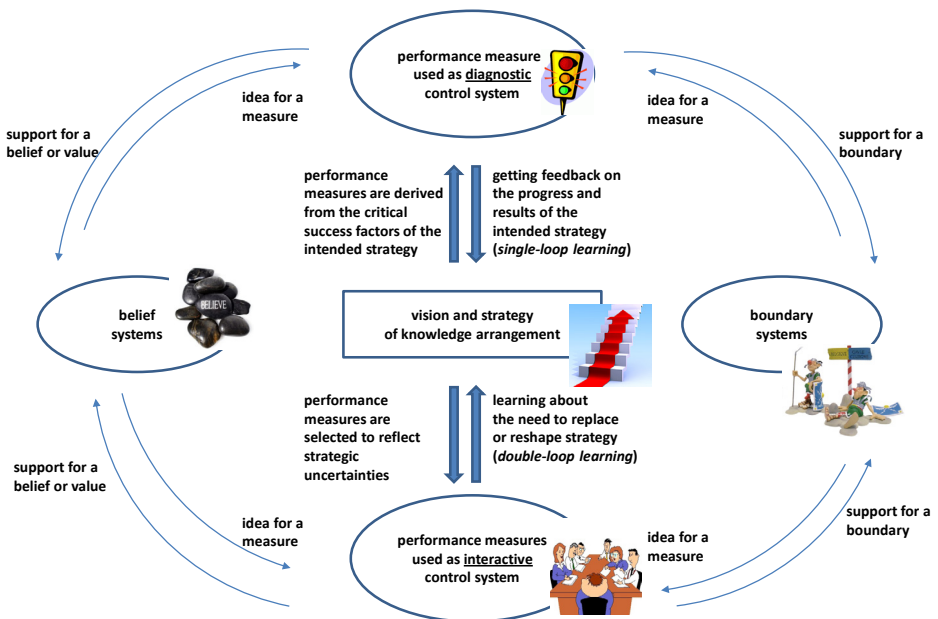 performance measure
used as diagnostic
control system
idea for a
measure
support for a
belief or value
idea for a
measure
support for a
boundary
performance
measures are derived
from the critical
success factors of the
intended strategy
getting feedback on
the progress and
results of the
intended strategy
(single-loop learning)
belief
systems
BELIEVE
vision and strategy
of knowledge arrangement
boundary
systems
performance
measures are
selected to reflect
strategic
uncertainties
learning about
the need to replace
or reshape strategy
(double-loop learning)
support for a
belief or value
idea for a
measure
performance measures
used as interactive
control system
idea for a
measure
support for a
boundary